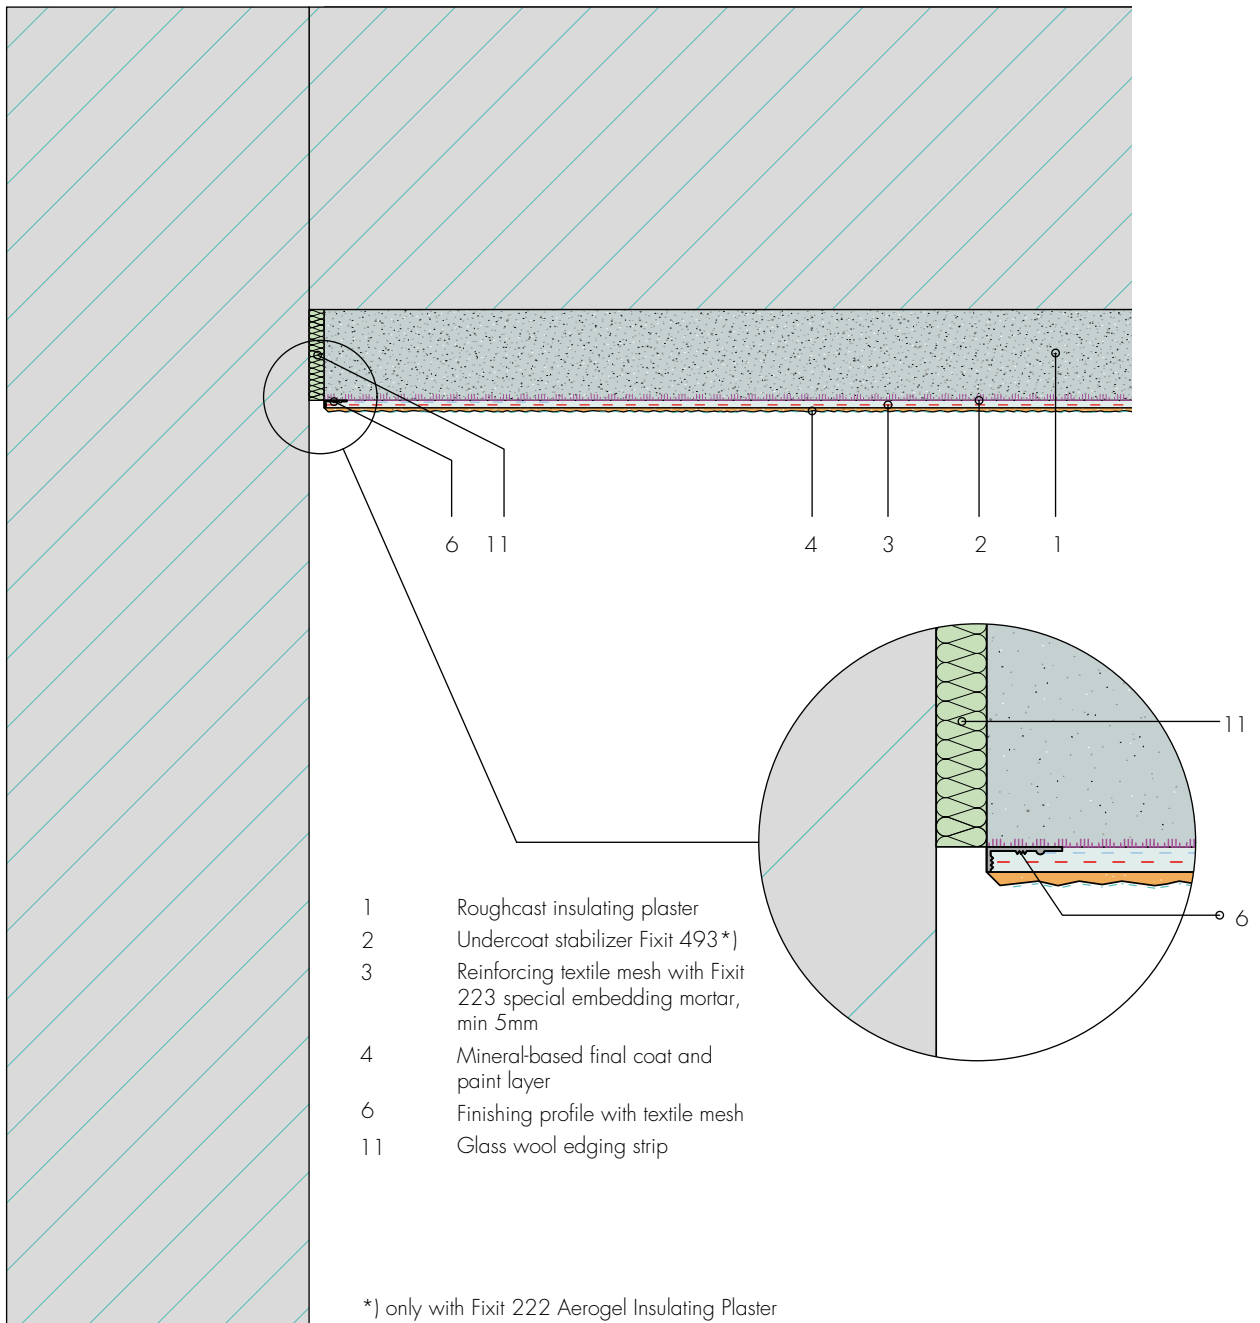 6 11 4 3 2 1
11
6
1 Roughcast insulating plaster
2 Undercoat stabilizer Fixit 493*)
3 Reinforcing textile mesh with Fixit
223 special embedding mortar,
min 5mm
4 Mineral-based final coat and
paint layer
6 Finishing profile with textile mesh
11 Glass wool edging strip
*) only with Fixit 222 Aerogel Insulating Plaster